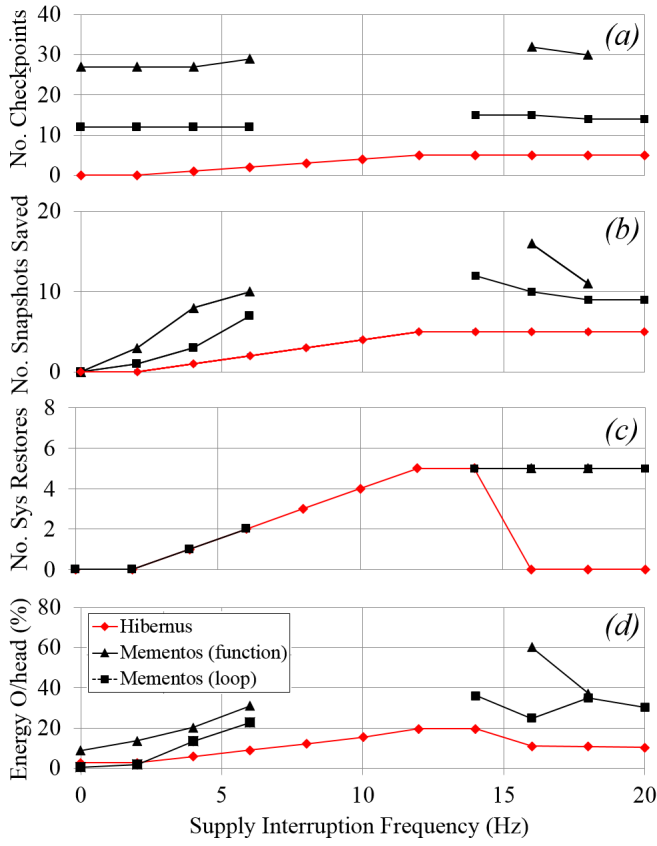 No. Checkpoints
40
30
20
10
0
(a)
No. Snapshots Saved
20
10
0
(b)
No. Sys Restores
8
6
4
2
0
(c)
Energy O/head (%)
80
60
40
20
0
(d)
Hibernus
Mementos (function)
Mementos (loop)
0 5 10 15 20
Supply Interruption Frequency (Hz)